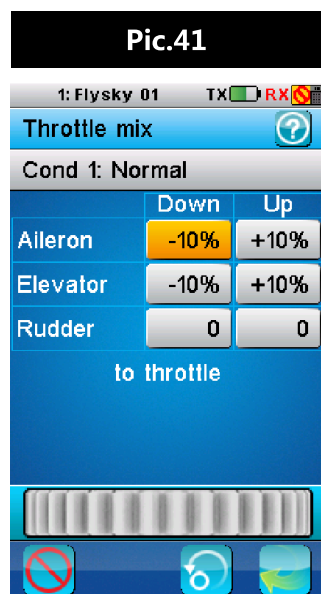 Pic.41
1: Flysky 01 TX RX
Throttle mix ?
Cond 1: Normal
Down Up
Aileron -10% +10%
Elevator -10% +10%
Rudder 0 0
to throttle